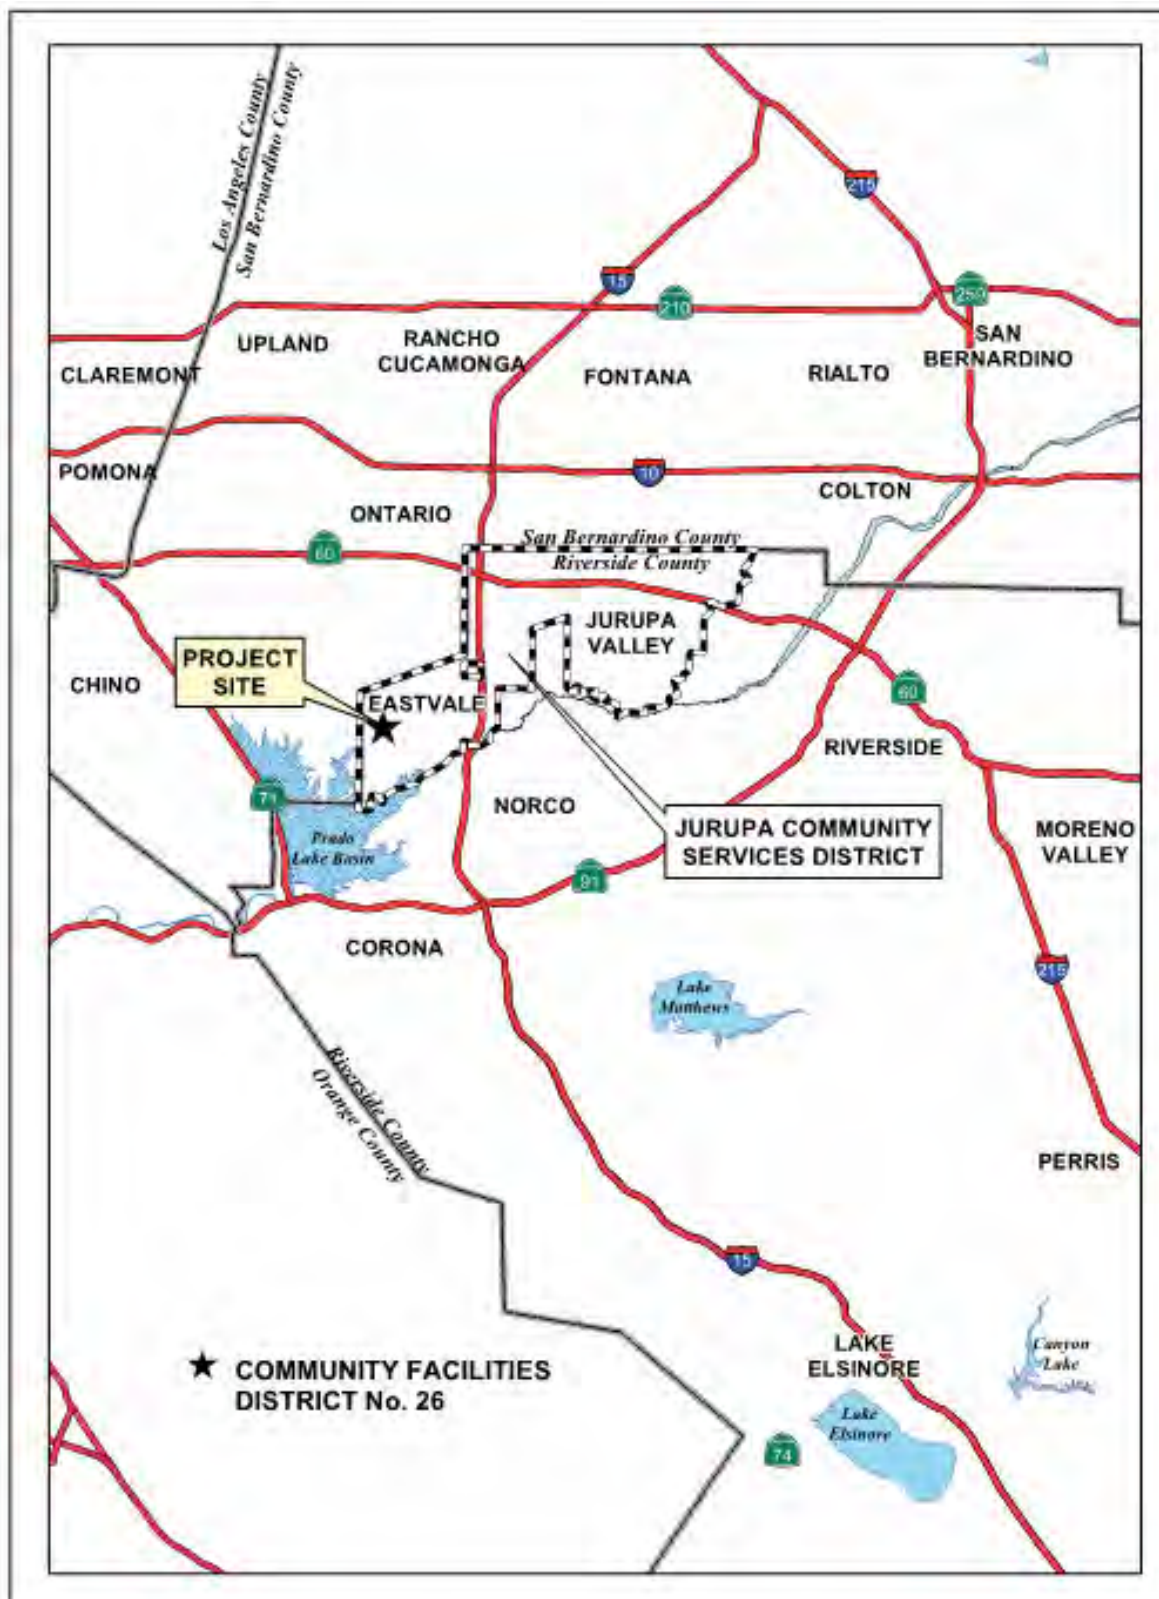 Los Angeles County
San Bernardino County
215
15
210
259
UPLAND
RANCHO
CUCAMONGA
SAN
BERNARDINO
CLAREMONT
FONTANA
RIALTO
POMONA
10
COLTON
ONTARIO
60
San Bernardino County
Riverside County
JURUPA
VALLEY
PROJECT
SITE
CHINO
EASTVALE
60
RIVERSIDE
71
NORCO
Prado
Lake Basin
JURUPA COMMUNITY
SERVICES DISTRICT
MORENO
VALLEY
91
CORONA
215
Lake
Matthews
Riverside County
Orange County
PERRIS
15
LAKE
ELSINORE
Canyon
Lake
COMMUNITY FACILITIES
DISTRICT No. 26
Lake
Elsinore
74